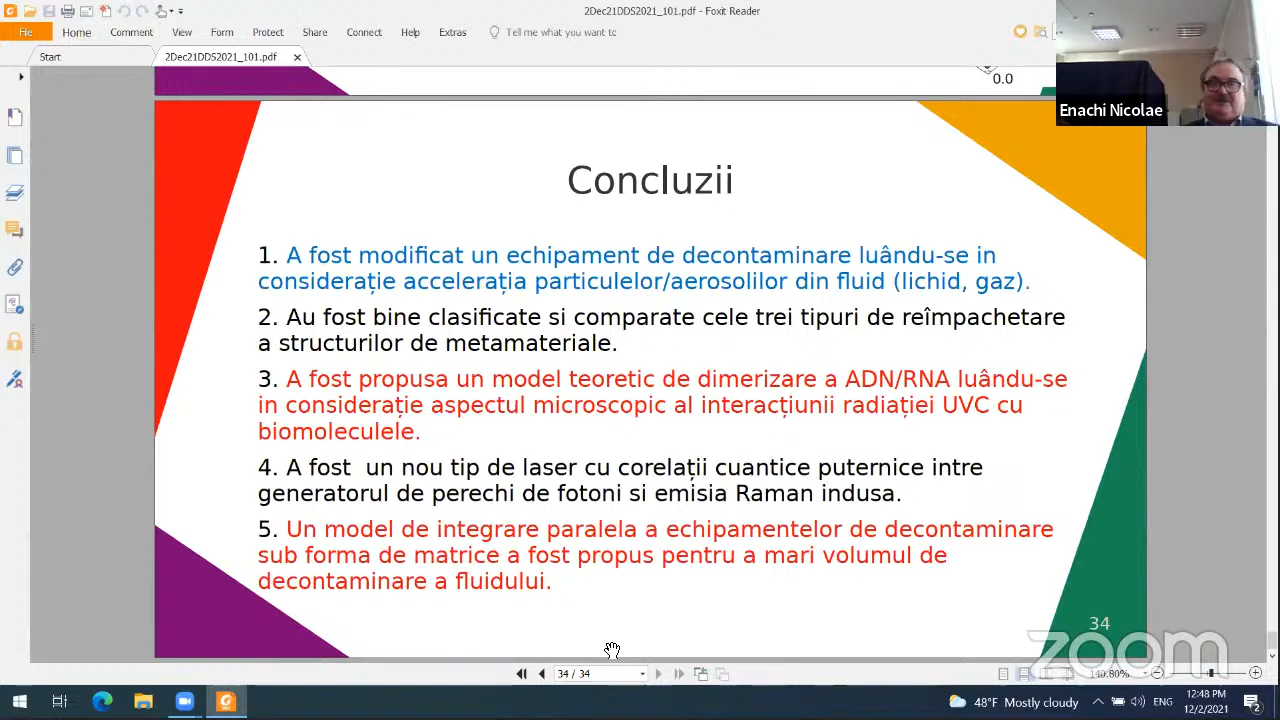 2Dec21DDS2021_101.pdf - Foxit Reader
File Home Comment View Form Protect Share Connect Help Extras Tell me what you want to
Start 2Dec21DDS2021_101.pdf
0.0
Enachi Nicolae
Concluzii
1. A fost modificat un echipament de decontaminare luându-se in
considerație accelerația particulelor/aerosolilor din fluid (lichid, gaz).
2. Au fost bine clasificate si comparate cele trei tipuri de reîmpachetare
a structurilor de metamateriale.
3. A fost propusa un model teoretic de dimerizare a ADN/RNA luându-se
in considerație aspectul microscopic al interacțiunii radiației UVC cu
biomoleculele.
4. A fost un nou tip de laser cu corelații cuantice puternice intre
generatorul de perechi de fotoni si emisia Raman indusa.
5. Un model de integrare paralela a echipamentelor de decontaminare
sub forma de matrice a fost propus pentru a mari volumul de
decontaminare a fluidului.
34
zoom
34 / 34
140.80%
48°F Mostly cloudy
ENG
12:48 PM
12/2/2021
2